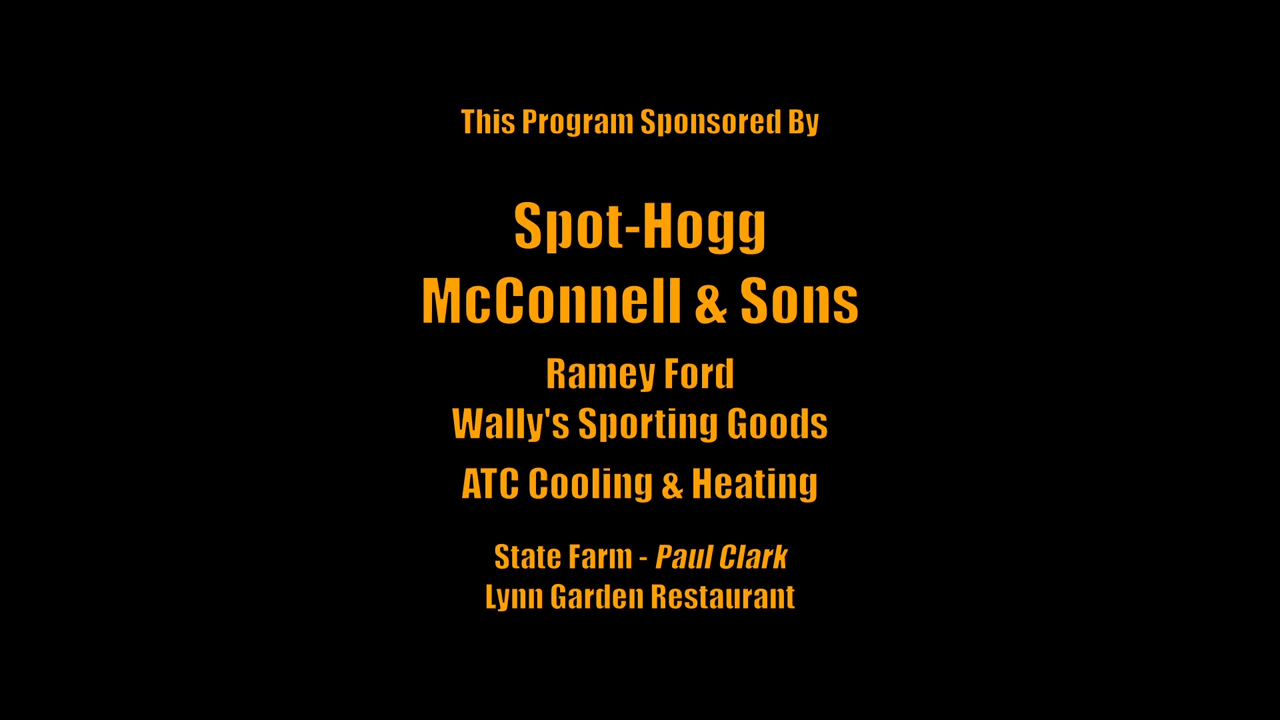 This Program Sponsored By
Spot-Hogg
McConnell & Sons
Ramey Ford
Wally's Sporting Goods
ATC Cooling & Heating
State Farm - Paul Clark
Lynn Garden Restaurant